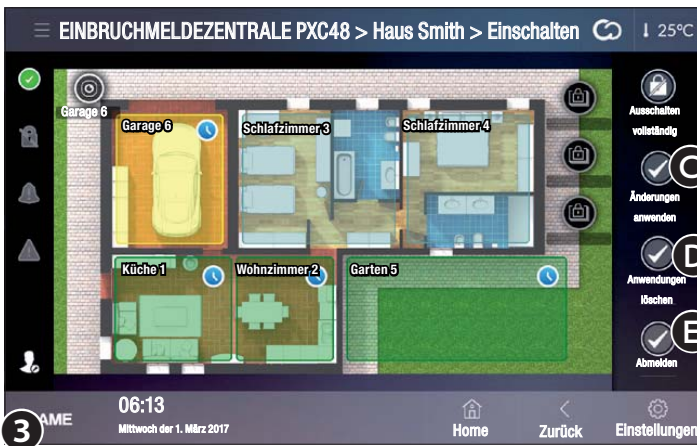 EINBRUCHMELDEZENTRALE PXC48 > Haus Smith > Einschalten
25°C
Garage 6
Garage 6
Schlafzimmer 3
Schlafzimmer 4
Ausschalten
vollständig
C
Änderungen
anwenden
Küche 1
Wohnzimmer 2
Garten 5
D
Anwendungen
löschen
E
Abmelden
3
AME
06:13
Mittwoch der 1. März 2017
Home
Zurück
Einstellungen